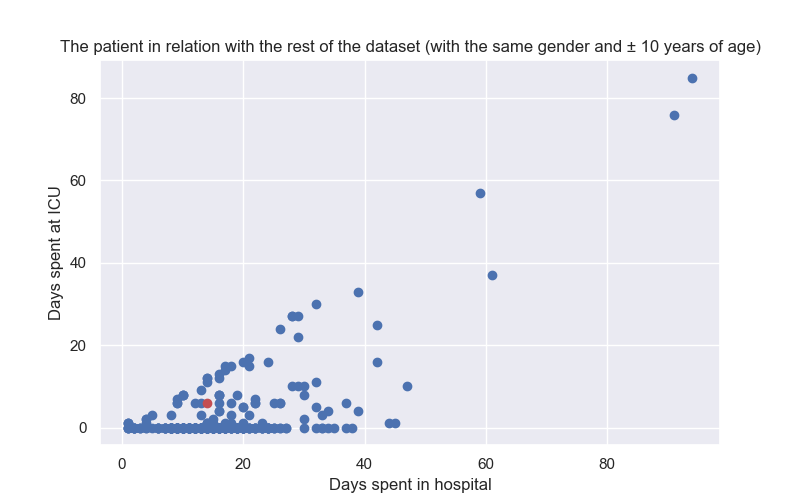 The patient in relation with the rest of the dataset (with the same gender and ± 10 years of age)
80
60
40
20
0
Days spent at ICU
0 20 40 60 80
Days spent in hospital